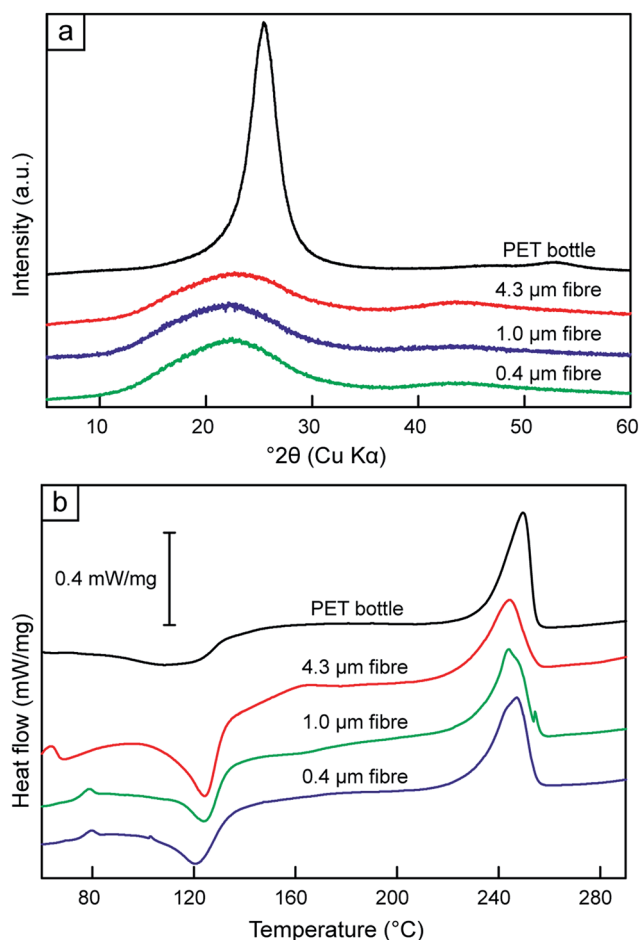 a
Intensity (a.u.)
PET bottle
4.3 µm fibre
1.0 µm fibre
0.4 µm fibre
10 20 30 40 50 60
°2θ (Cu Kα)
b
0.4 mW/mg
PET bottle
4.3 µm fibre
1.0 µm fibre
0.4 µm fibre
Heat flow (mW/mg)
80 120 160 200 240 280
Temperature (°C)